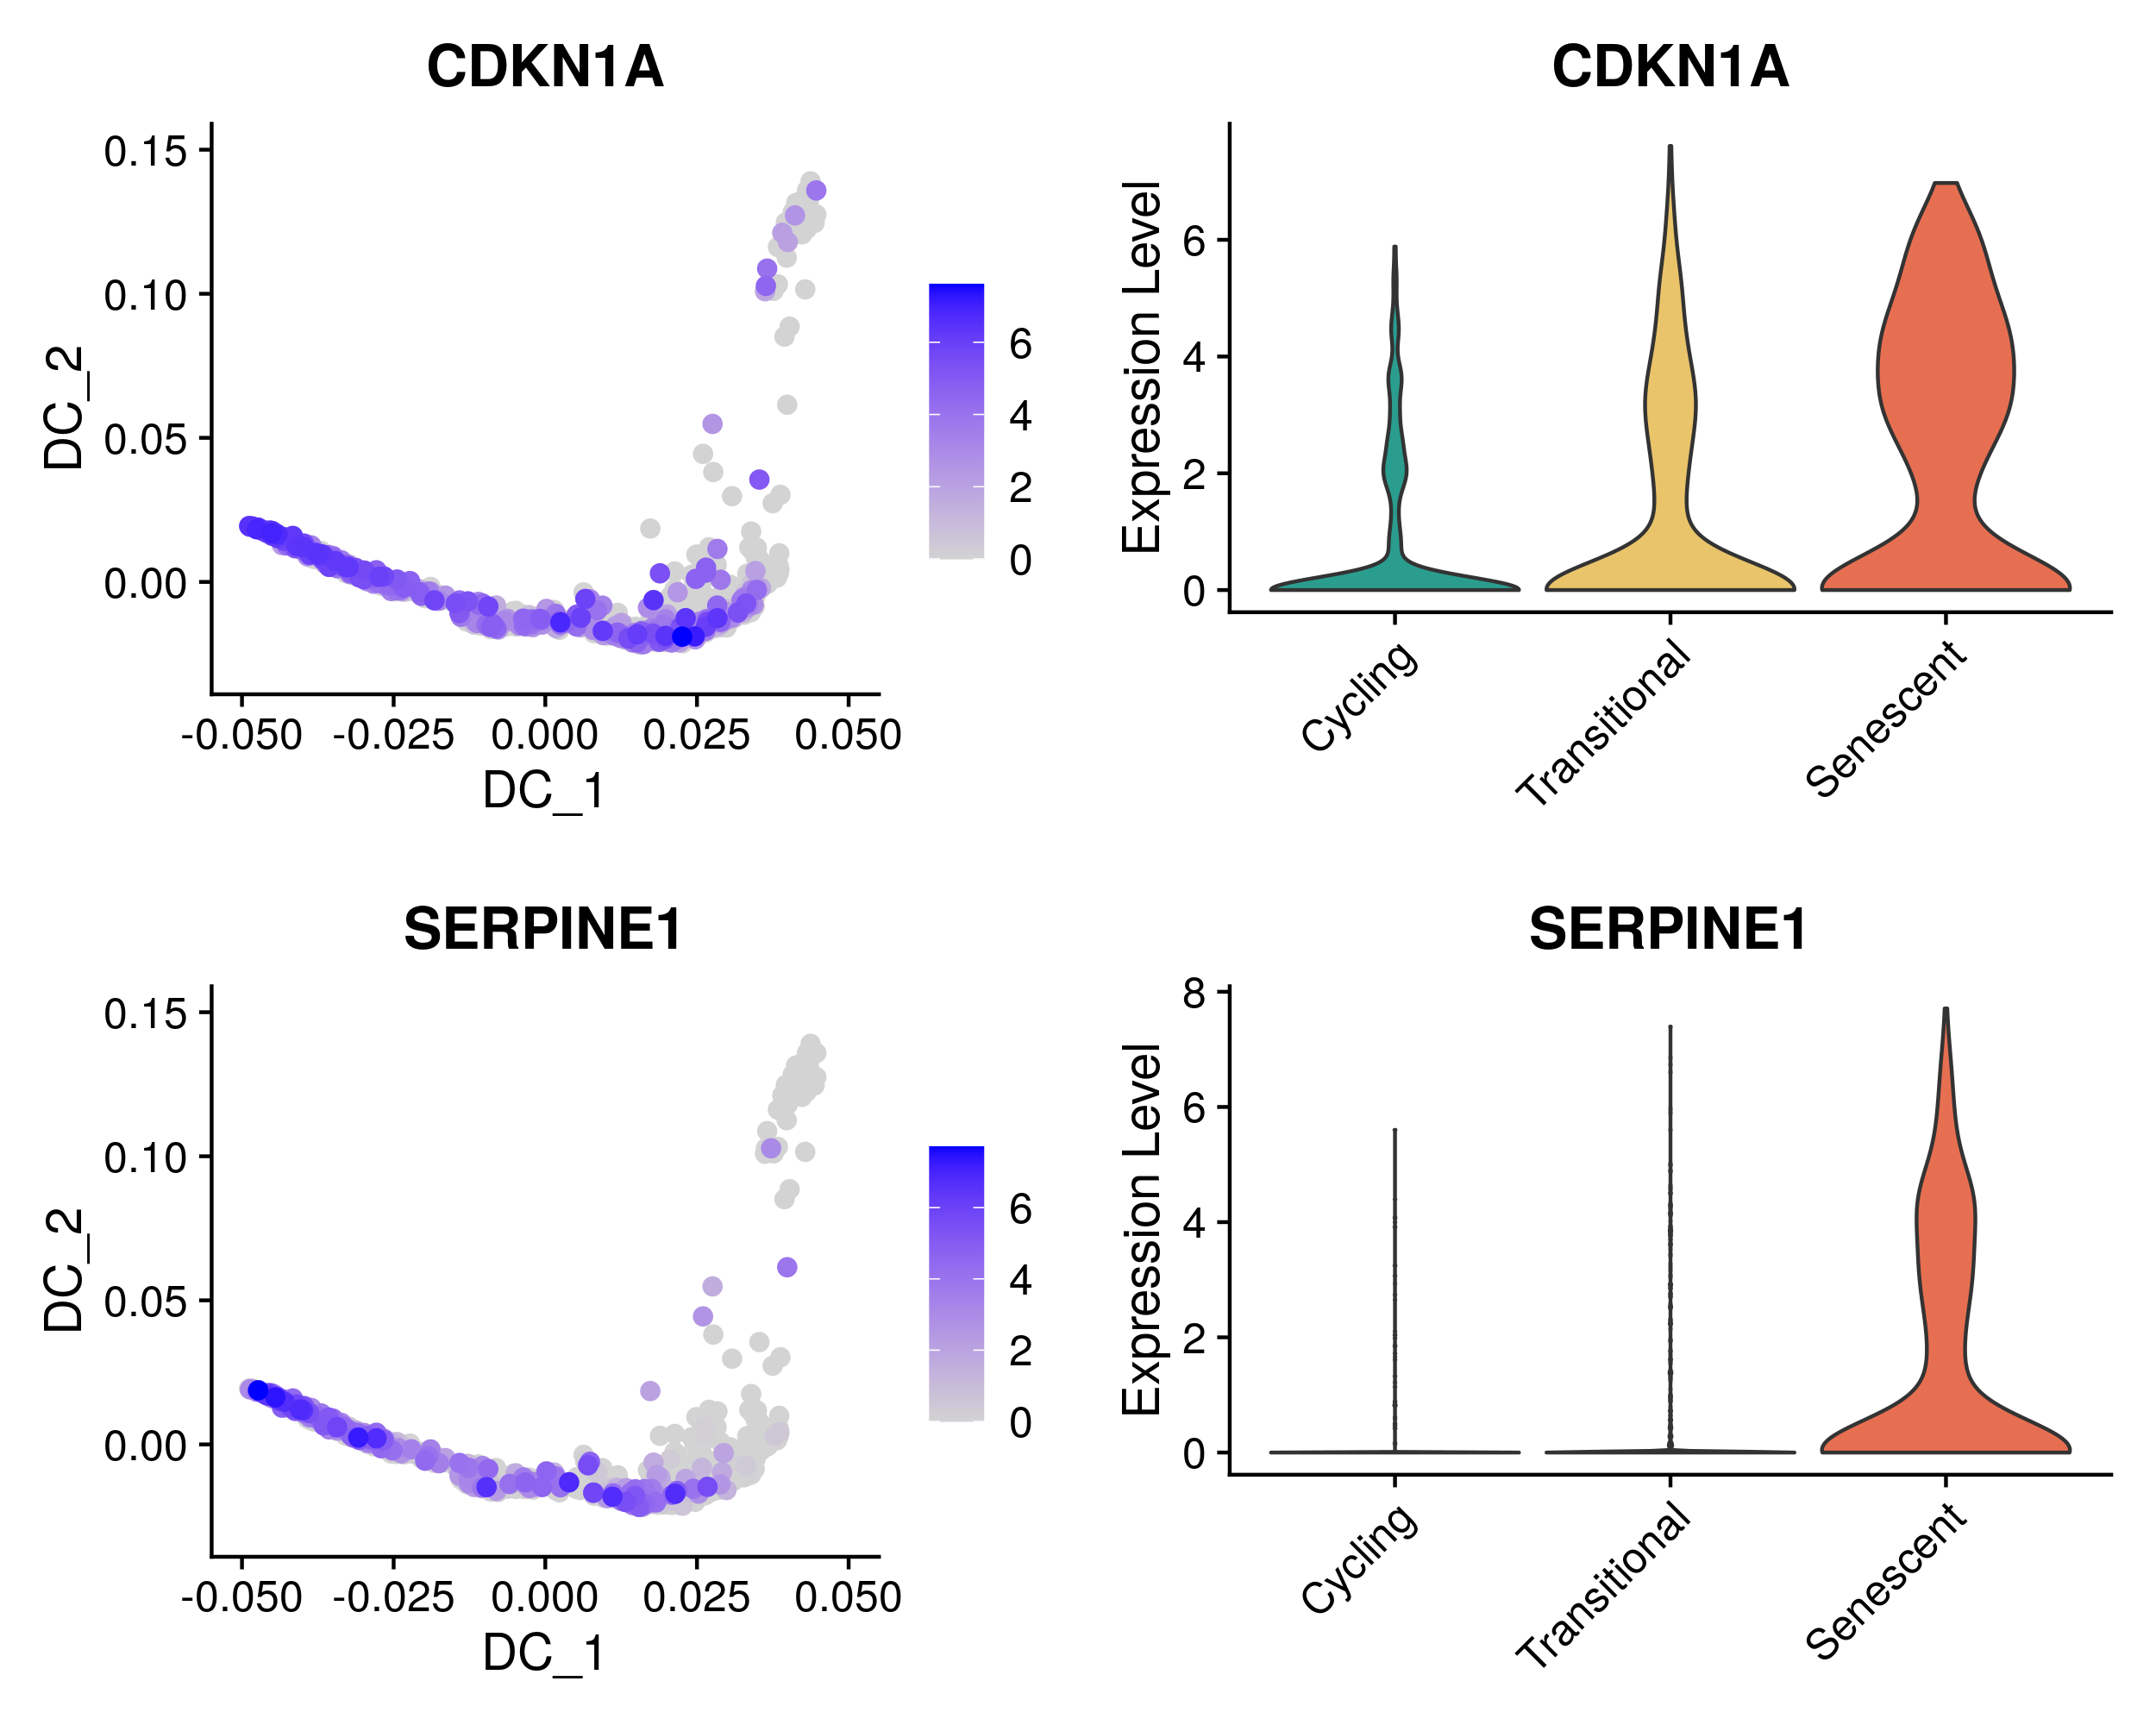 CDKN1A
DC_2
0.15
0.10
0.05
0.00
-0.050 -0.025 0.000 0.025 0.050
DC_1
6
4
2
0
CDKN1A
Expression Level
6
4
2
0
Cycling
Transitional
Senescent
SERPINE1
DC_2
0.15
0.10
0.05
0.00
-0.050 -0.025 0.000 0.025 0.050
DC_1
6
4
2
0
SERPINE1
Expression Level
8
6
4
2
0
Cycling
Transitional
Senescent